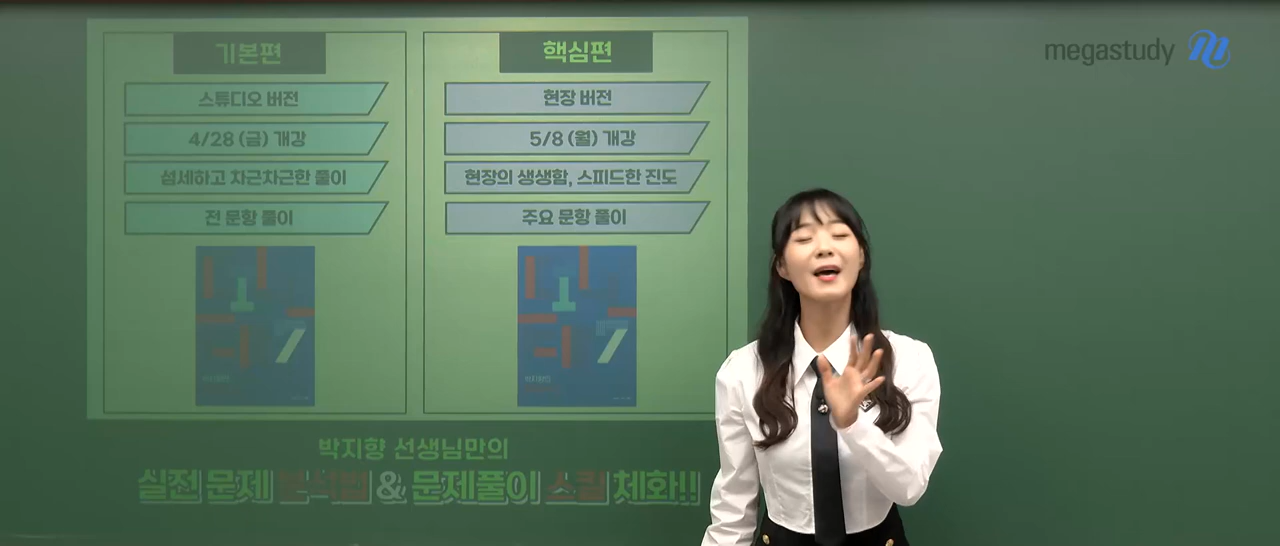 기본편
스튜디오 버전
4/28 (금) 개강
섬세하고 차근차근한 풀이
전 문항 풀이
핵심편
현장 버전
5/8 (월) 개강
현장의 생생함, 스피드한 진도
주요 문항 풀이
7
7
박지향 선생님만의
실전 문제 분석법 & 문제풀이 스킬 체화!!
megastudy